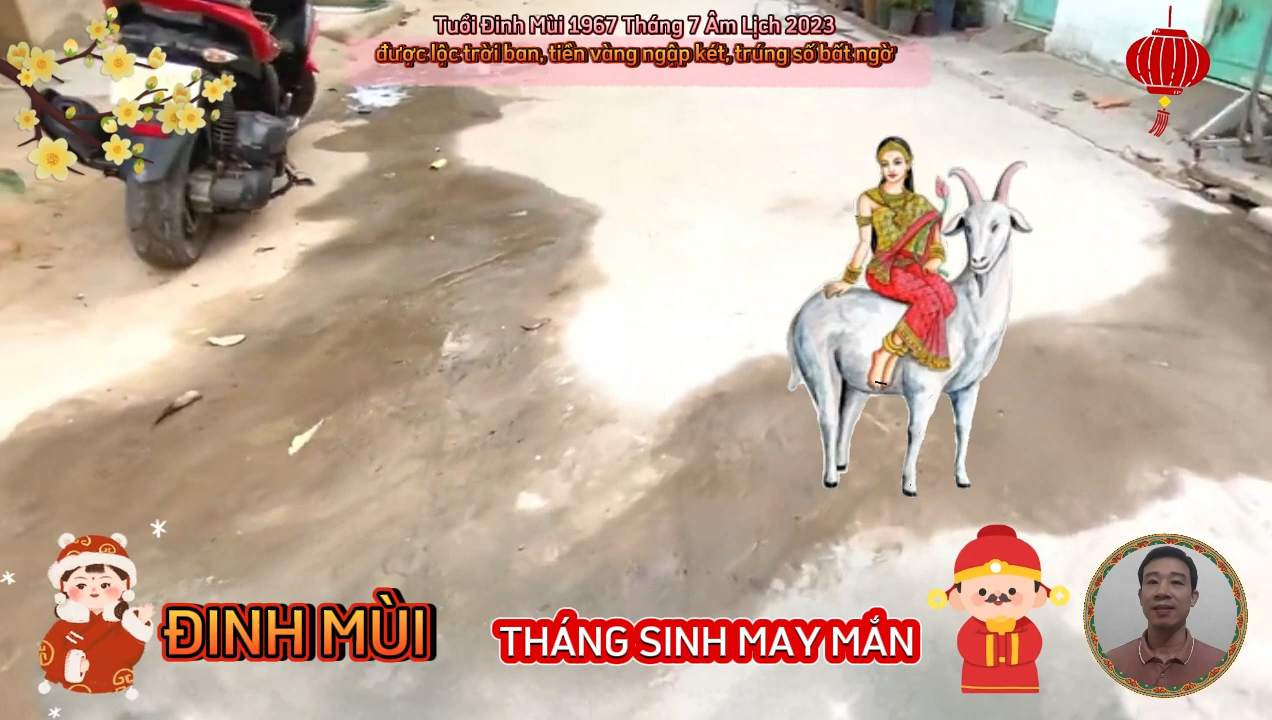 Tuổi Đinh Mùi 1967 Tháng 7 Âm Lịch 2023
được lộc trời ban, tiền vàng ngập két, trúng số bất ngờ
ĐINH MÙI
THÁNG SINH MAY MẮN